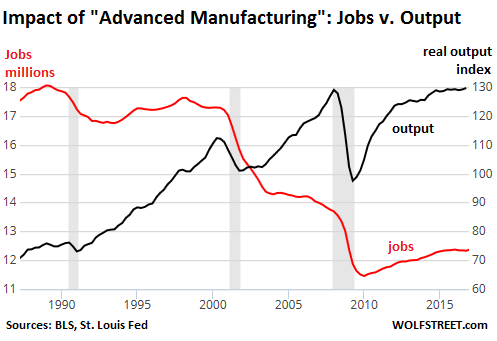 Impact of "Advanced Manufacturing": Jobs v. Output
Jobs
millions
real output
index
18
17
16
15
14
13
12
11
130
120
110
100
90
80
70
60
output
jobs
1990
1995
2000
2005
2010
2015
Sources: BLS, St. Louis Fed
WOLFSTREET.com